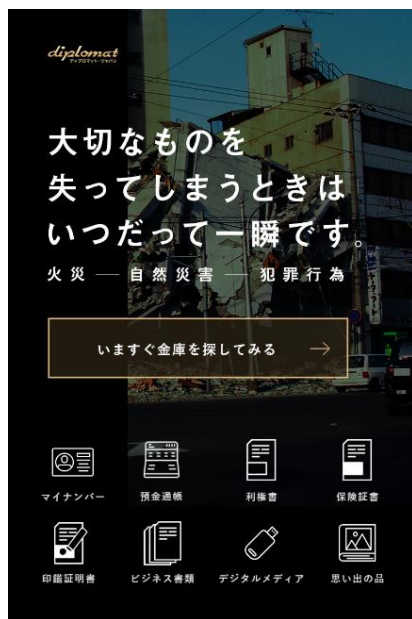 diplomat
ディプロマット・ジャパン
大切なものを
失ってしまうときは
いつだって一瞬です。
火災 — 自然災害 — 犯罪行為
いますぐ金庫を探してみる
マイナンバー 預金通帳 利権書 保険証書
印鑑証明書 ビジネス書類 デジタルメディア 思い出の品